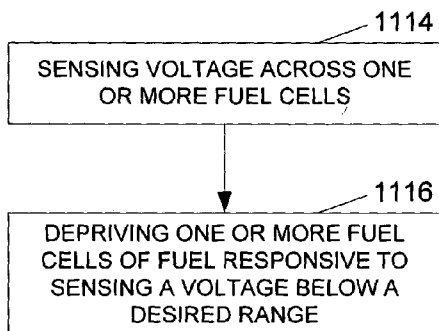 1114
SENSING VOLTAGE ACROSS ONE
OR MORE FUEL CELLS
1116
DEPRIVING ONE OR MORE FUEL
CELLS OF FUEL RESPONSIVE TO
SENSING A VOLTAGE BELOW A
DESIRED RANGE